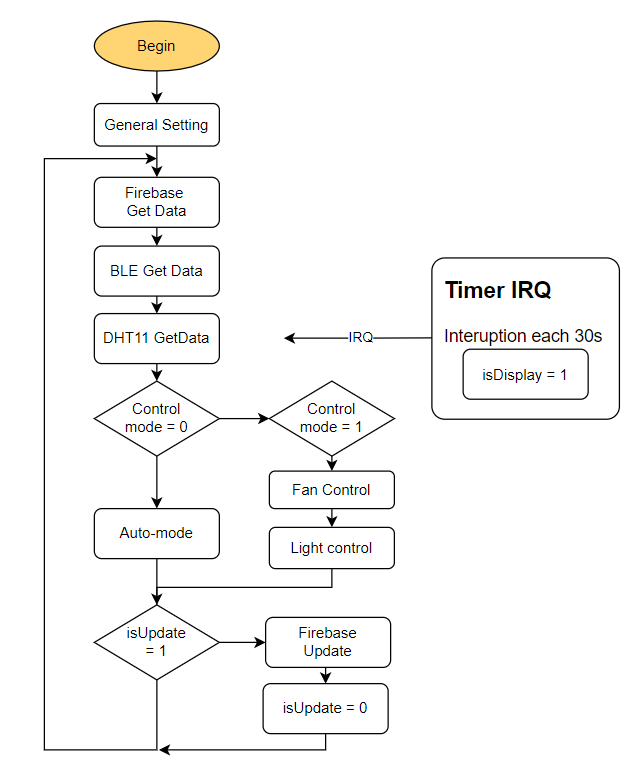 Begin
General Setting
Firebase
Get Data
BLE Get Data
DHT11 GetData
IRQ
Timer IRQ
Interuption each 30s
isDisplay = 1
Control
mode = 0
Control
mode = 1
Fan Control
Auto-mode
Light control
isUpdate
= 1
Firebase
Update
isUpdate = 0